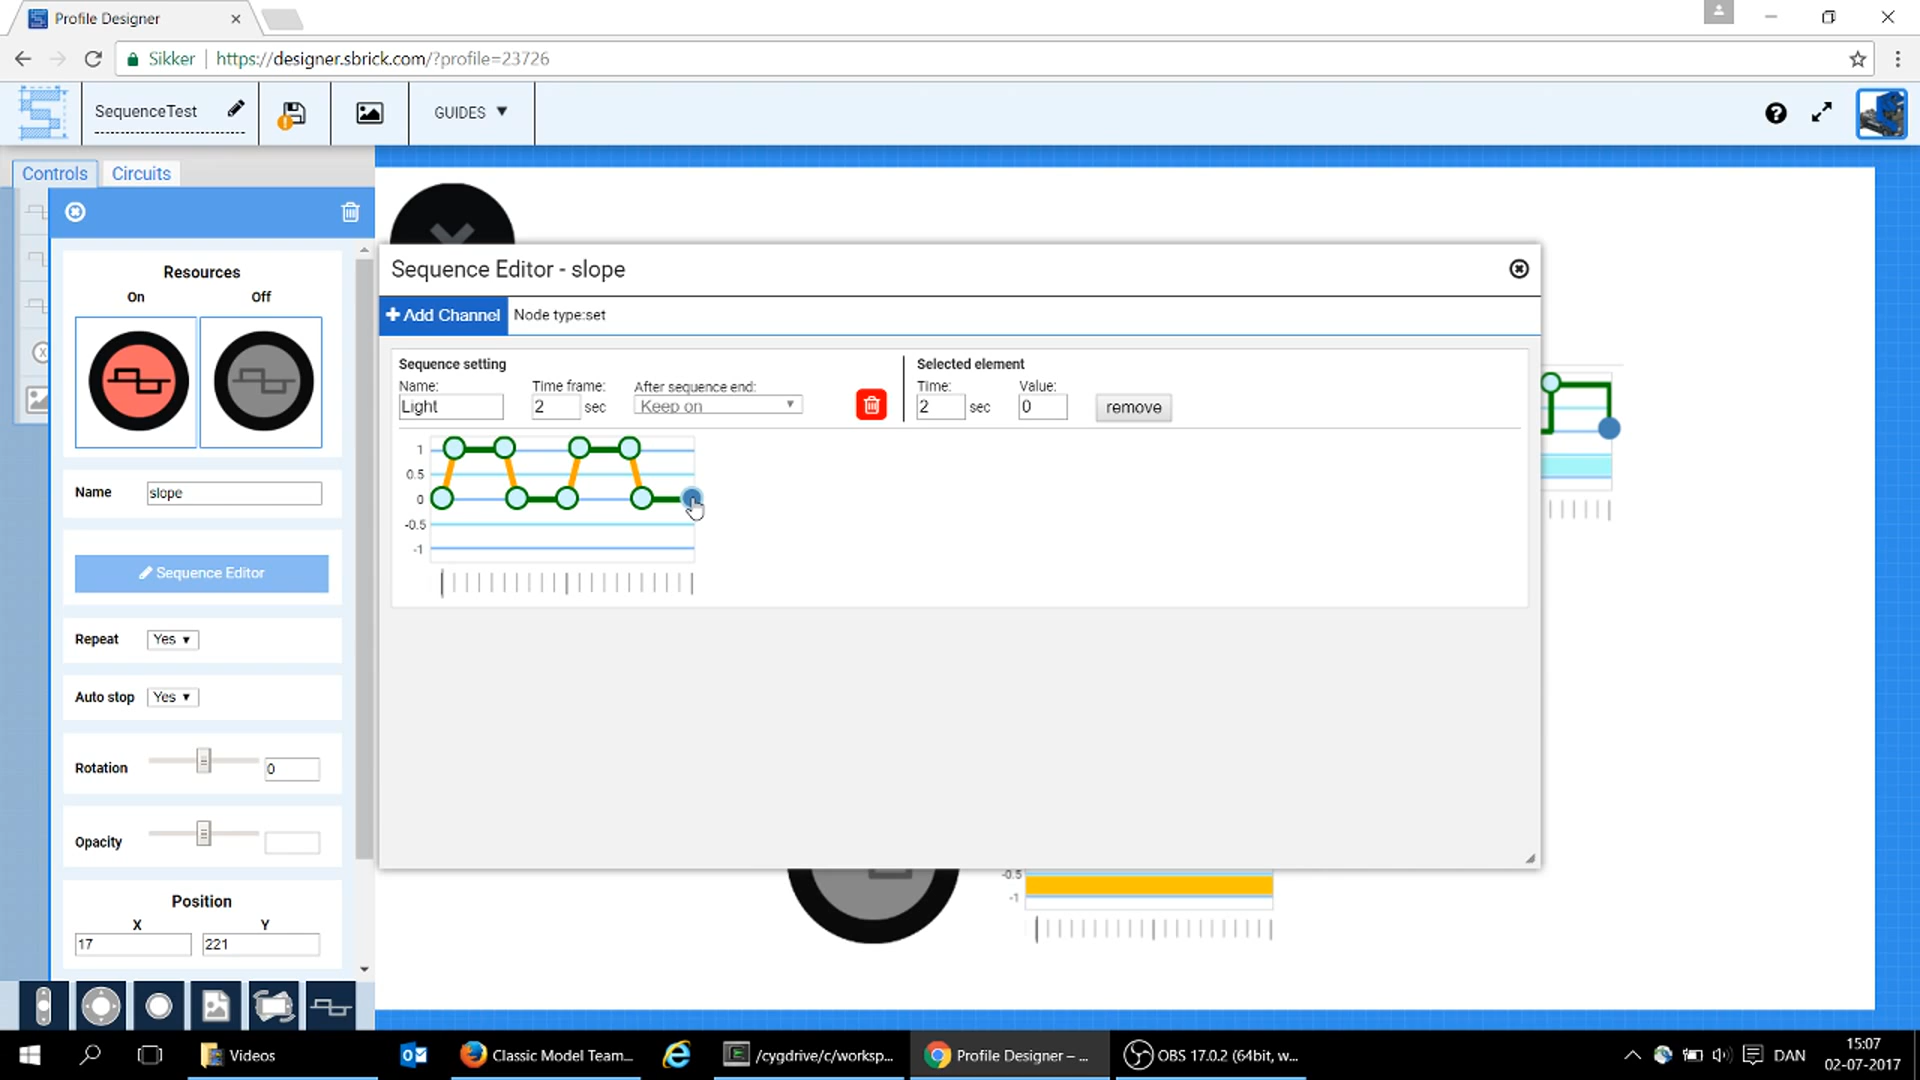 Profile Designer
Sikker https://designer.sbrick.com/?profile=23726
SequenceTest
GUIDES
Controls Circuits
Resources
On Off
Name slope
Sequence Editor
Repeat Yes
Auto stop Yes
Rotation 0
Opacity
Position
X Y
17 221
Sequence Editor - slope
Add Channel Node type:set
Sequence setting
Name: Time frame: After sequence end:
Light 2 sec Keep on
Selected element
Time: Value:
2 sec 0 remove
1
0.5
0
-0.5
-1
-0.5
-1
Videos
Classic Model Team...
/cygdrive/c/worksp...
Profile Designer – ...
OBS 17.0.2 (64bit, w...
DAN
15:07
02-07-2017